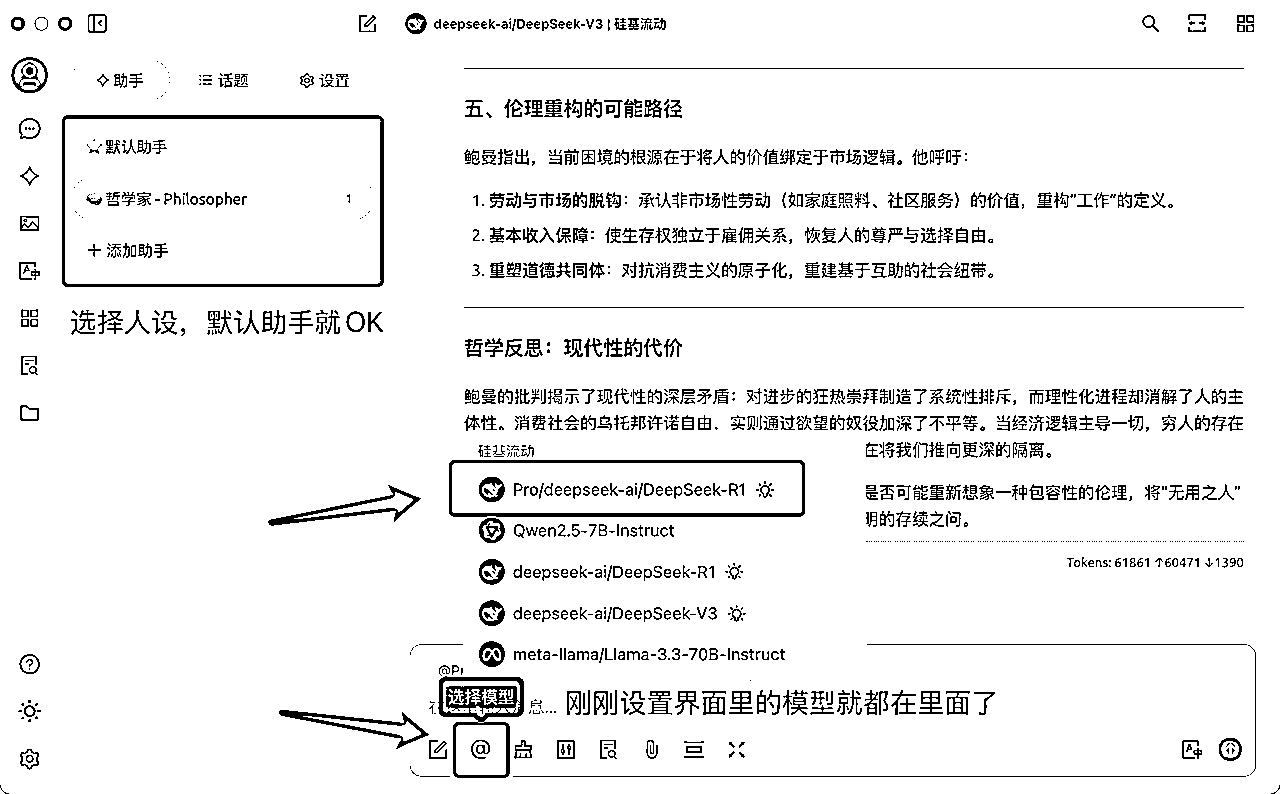 deepseek-ai/DeepSeek-V3 | 硅基流动
助手
话题
设置
默认助手
哲学家 - Philosopher 1
添加助手
选择人设，默认助手就OK
五、伦理重构的可能路径
鲍曼指出，当前困境的根源在于将人的价值绑定于市场逻辑。他呼吁：
1. 劳动与市场的脱钩：承认非市场性劳动（如家庭照料、社区服务）的价值，重构"工作"的定义。
2. 基本收入保障：使生存权独立于雇佣关系，恢复人的尊严与选择自由。
3. 重塑道德共同体：对抗消费主义的原子化，重建基于互助的社会纽带。
哲学反思：现代性的代价
鲍曼的批判揭示了现代性的深层矛盾：对进步的狂热崇拜制造了系统性排斥，而理性化进程却消解了人的主
体性。消费社会的乌托邦许诺自由，实则通过欲望的奴役加深了不平等。当经济逻辑主导一切，穷人的存在
在将我们推向更深的隔离。
是否可能重新想象一种包容性的伦理，将"无用之人"
明的存续之问。
Tokens: 61861 ↑60471 ↓1390
硅基流动
Pro/deepseek-ai/DeepSeek-R1
Qwen2.5-7B-Instruct
deepseek-ai/DeepSeek-R1
deepseek-ai/DeepSeek-V3
meta-llama/Llama-3.3-70B-Instruct
@Pr
选择模型
息...
刚刚设置界面里的模型就都在里面了